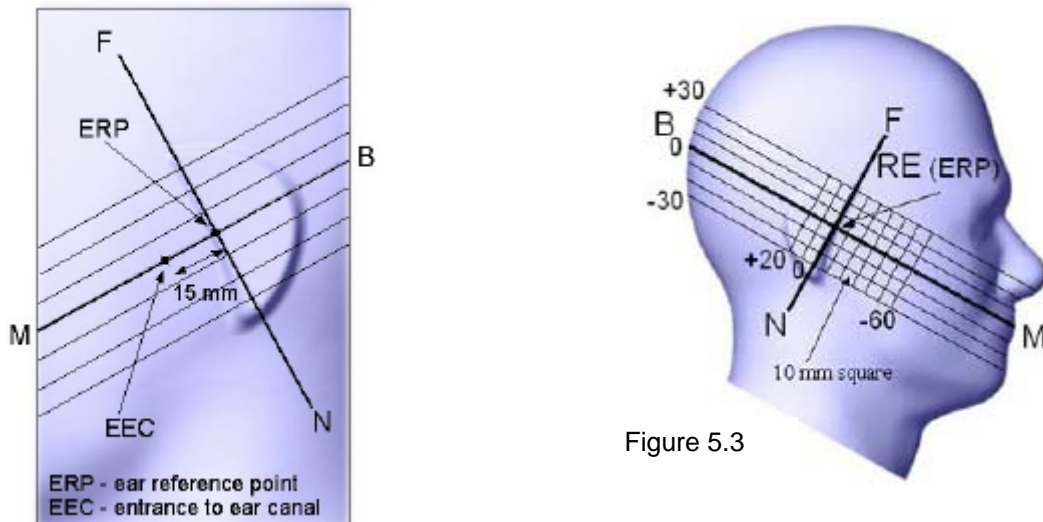 F
ERP
B
15 mm
M
EEC
N
ERP - ear reference point
EEC - entrance to ear canal
+30
B
0
-30
F
RE (ERP)
+20
0
N
-60
M
10 mm square
Figure 5.3